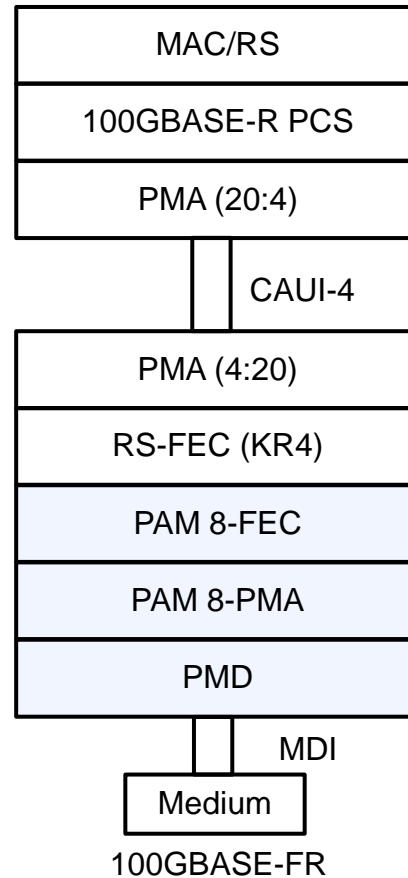 MAC/RS
100GBASE-R PCS
PMA (20:4)
CAUI-4
PMA (4:20)
RS-FEC (KR4)
PAM 8-FEC
PAM 8-PMA
PMD
MDI
Medium
100GBASE-FR